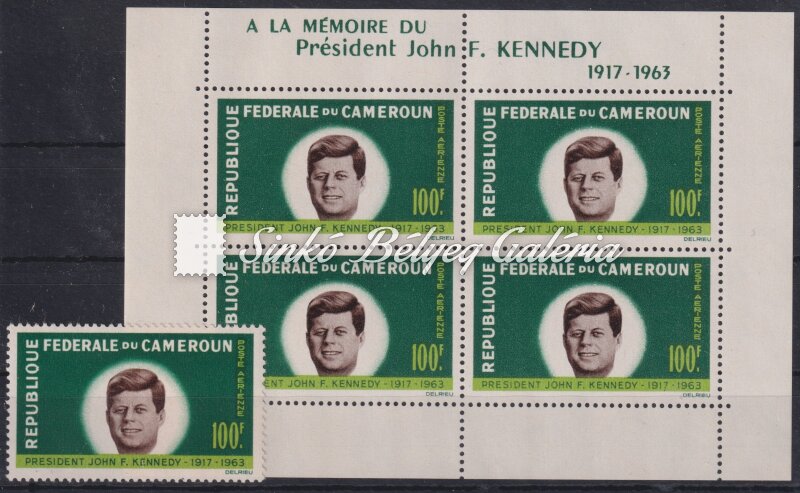 A LA MÉMOIRE DU
Président John F. KENNEDY
1917-1963
REPUBLIQUE
FEDERALE DU CAMEROUN
POSTE AERIENNE
100F.
PRESIDENT JOHN F. KENNEDY - 1917-1963
DELRIEU
REPUBLIQUE
FEDERALE DU CAMEROUN
POSTE AERIENNE
100F.
PRESIDENT JOHN F. KENNEDY - 1917-1963
DELRIEU
Sinkó Bélyeg Galéria
QUE
FEDERALE DU CAMEROUN
POSTE AERIENNE
100F.
ENT JOHN F. KENNEDY - 1917-1963
DELRIEU
REPUBLIQUE
FEDERALE DU CAMEROUN
POSTE AERIENNE
100F.
PRESIDENT JOHN F. KENNEDY - 1917-1963
DELRIEU
REPUBLIQUE
FEDERALE DU CAMEROUN
POSTE AERIENNE
100F.
PRESIDENT JOHN F. KENNEDY - 1917-1963
DELRIEU